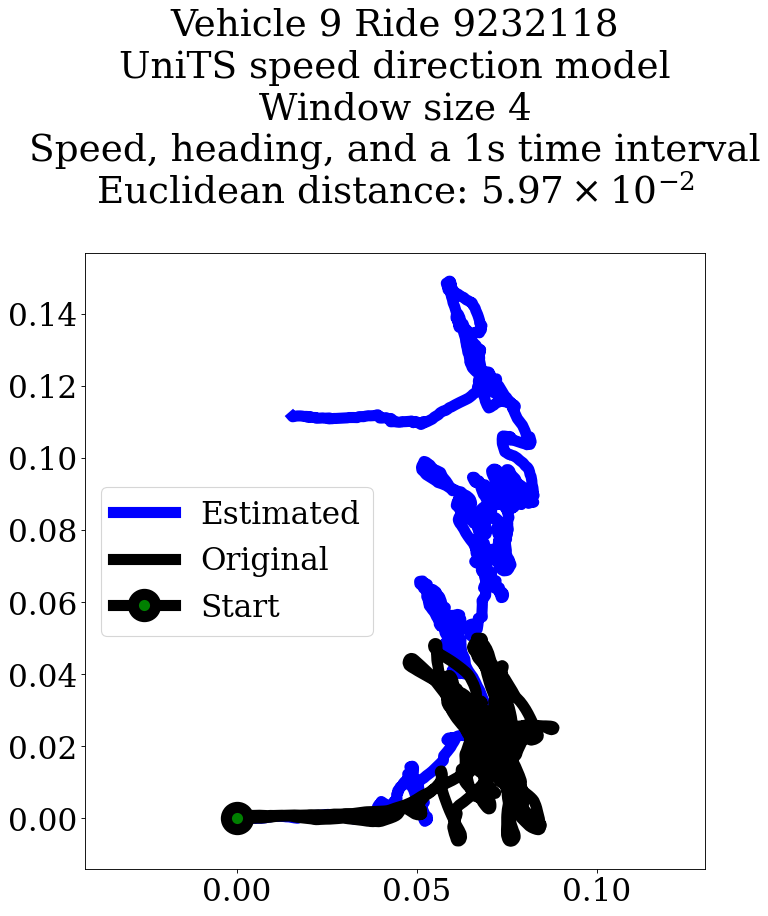 Vehicle 9 Ride 9232118
UniTS speed direction model
Window size 4
Speed, heading, and a 1s time interval
Euclidean distance: 5.97 × 10⁻²
0.14
0.12
0.10
0.08
0.06
0.04
0.02
0.00
Estimated
Original
Start
0.00 0.05 0.10